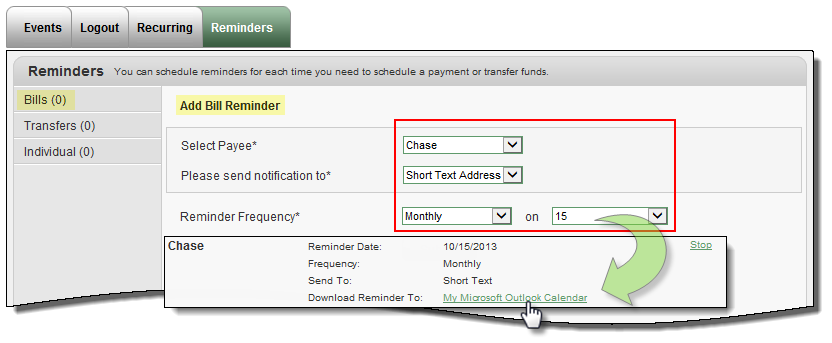 Events Logout Recurring Reminders
Reminders You can schedule reminders for each time you need to schedule a payment or transfer funds.
Bills (0)
Transfers (0)
Individual (0)
Add Bill Reminder
Select Payee* Chase
Please send notification to* Short Text Address
Reminder Frequency* Monthly on 15
Chase Reminder Date: 10/15/2013 Stop
Frequency: Monthly
Send To: Short Text
Download Reminder To: My Microsoft Outlook Calendar